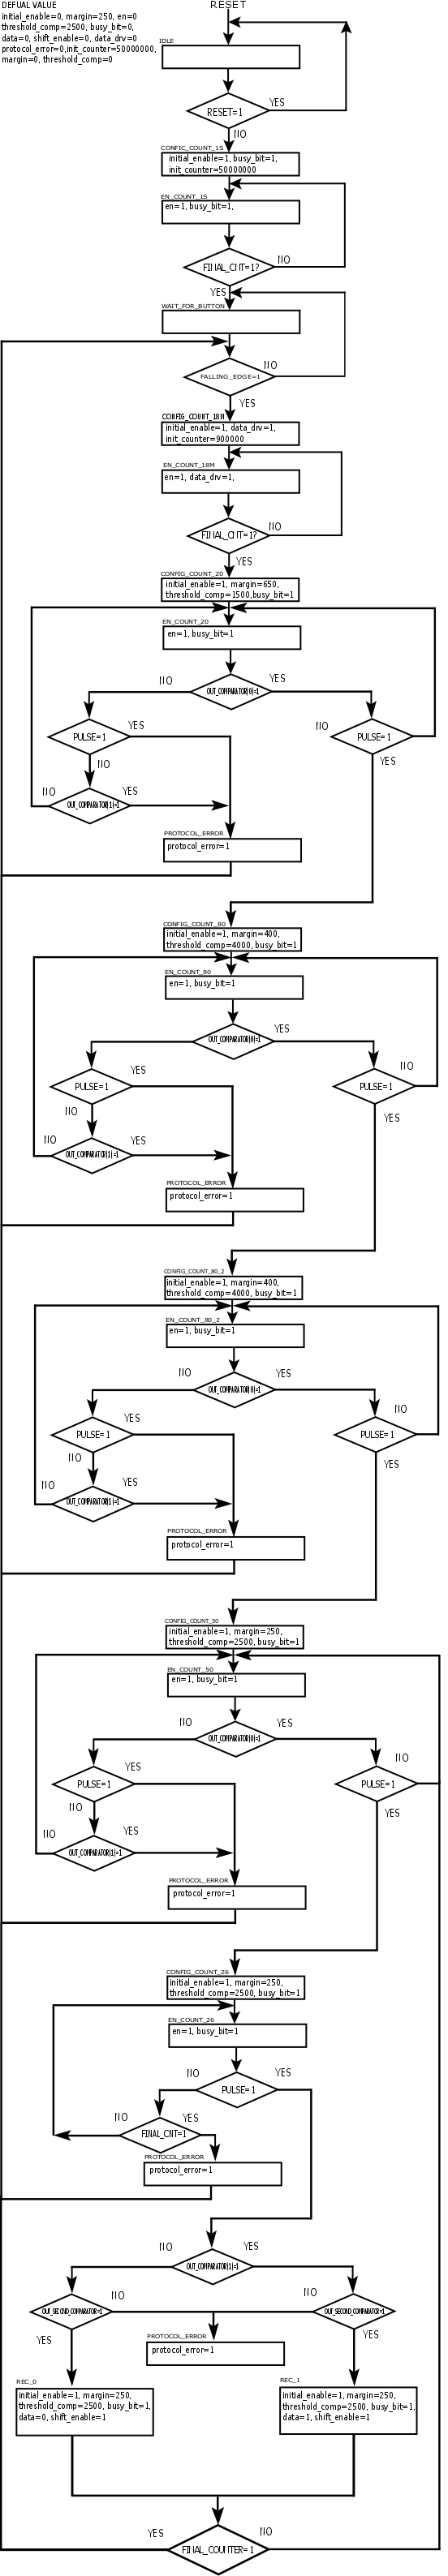 DEFUAL VALUE
initial_enable=0, margin=250, en=0
threshold_comp=2500, busy_bit=0,
data=0, shift_enable=0, data_drv=0
protocol_error=0,init_counter=50000000,
margin=0, threshold_comp=0
RESET
IDLE
RESET=1
YES
NO
CONFIC_COUNT_1S
initial_enable=1, busy_bit=1,
init_counter=50000000
EN_COUNT_1S
en=1, busy_bit=1,
FINAL_CNT=1?
NO
YES
WAIT_FOR_BUTTON
FALLING_EDGE=1
NO
YES
CONFIG_COUNT_18M
initial_enable=1, data_drv=1,
init_counter=900000
EN_COUNT_18M
en=1, data_drv=1,
FINAL_CNT=1?
NO
YES
CONFIG_COUNT_20
initial_enable=1, margin=650,
threshold_comp=1500,busy_bit=1
EN_COUNT_20
en=1, busy_bit=1
NO
OUT_COMPARATOR(0)=1
YES
PULSE=1
YES
NO
PULSE=1
NO
YES
NO
OUT_COMPARATOR(1)=1
YES
PROTOCOL_ERROR
protocol_error=1
CONFIG_COUNT_80
initial_enable=1, margin=400,
threshold_comp=4000, busy_bit=1
EN_COUNT_80
en=1, busy_bit=1
NO
OUT_COMPARATOR(0)=1
YES
PULSE=1
YES
PULSE=1
NO
NO
YES
NO
OUT_COMPARATOR(1)=1
YES
PROTOCOL_ERROR
protocol_error=1
CONFIG_COUNT_80_2
initial_enable=1, margin=400,
threshold_comp=4000, busy_bit=1
EN_COUNT_80_2
en=1, busy_bit=1
NO
OUT_COMPARATOR(0)=1
YES
PULSE=1
YES
PULSE=1
NO
NO
YES
NO
OUT_COMPARATOR(1)=1
YES
PROTOCOL_ERROR
protocol_error=1
CONFIG_COUNT_50
initial_enable=1, margin=250,
threshold_comp=2500, busy_bit=1
EN_COUNT_50
en=1, busy_bit=1
NO
OUT_COMPARATOR(0)=1
YES
PULSE=1
YES
PULSE=1
NO
NO
YES
NO
OUT_COMPARATOR(1)=1
YES
PROTOCOL_ERROR
protocol_error=1
CONFIG_COUNT_26
initial_enable=1, margin=250,
threshold_comp=2500, busy_bit=1
EN_COUNT_26
en=1, busy_bit=1
NO
PULSE=1
YES
NO
FINAL_CNT=1
YES
PROTOCOL_ERROR
protocol_error=1
NO
OUT_COMPARATOR(1)=1
YES
OUT_SECOND_COMPARATOR=1
NO
NO
OUT_SECOND_COMPARATOR=1
YES
YES
PROTOCOL_ERROR
protocol_error=1
REC_0
initial_enable=1, margin=250,
threshold_comp=2500, busy_bit=1,
data=0, shift_enable=1
REC_1
initial_enable=1, margin=250,
threshold_comp=2500, busy_bit=1,
data=1, shift_enable=1
YES
FINAL_COUNTER=1
NO